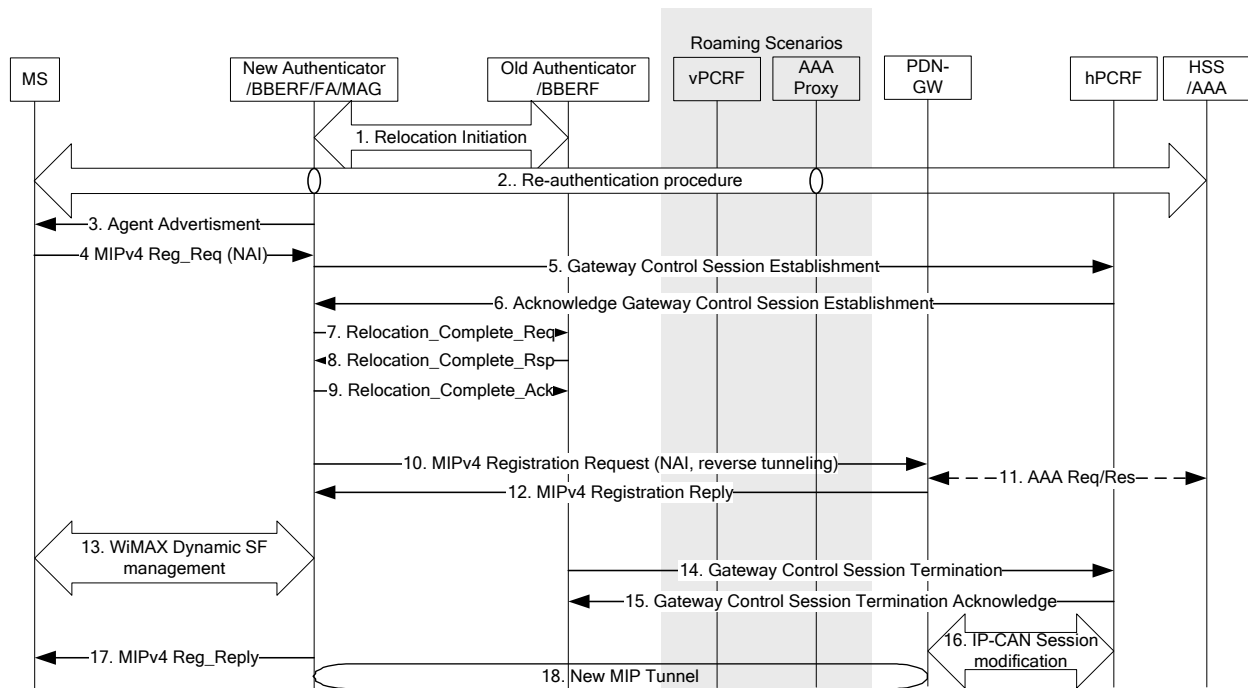 Roaming Scenarios
MS
New Authenticator
/BBERF/FA/MAG
Old Authenticator
/BBERF
vPCRF
AAA
Proxy
PDN-
GW
hPCRF
HSS
/AAA
1. Relocation Initiation
2.. Re-authentication procedure
3. Agent Advertisment
4 MIPv4 Reg_Req (NAI)
5. Gateway Control Session Establishment
6. Acknowledge Gateway Control Session Establishment
7. Relocation_Complete_Req
8. Relocation_Complete_Rsp
9. Relocation_Complete_Ack
10. MIPv4 Registration Request (NAI, reverse tunneling)
11. AAA Req/Res
12. MIPv4 Registration Reply
13. WiMAX Dynamic SF
management
14. Gateway Control Session Termination
15. Gateway Control Session Termination Acknowledge
16. IP-CAN Session
modification
17. MIPv4 Reg_Reply
18. New MIP Tunnel